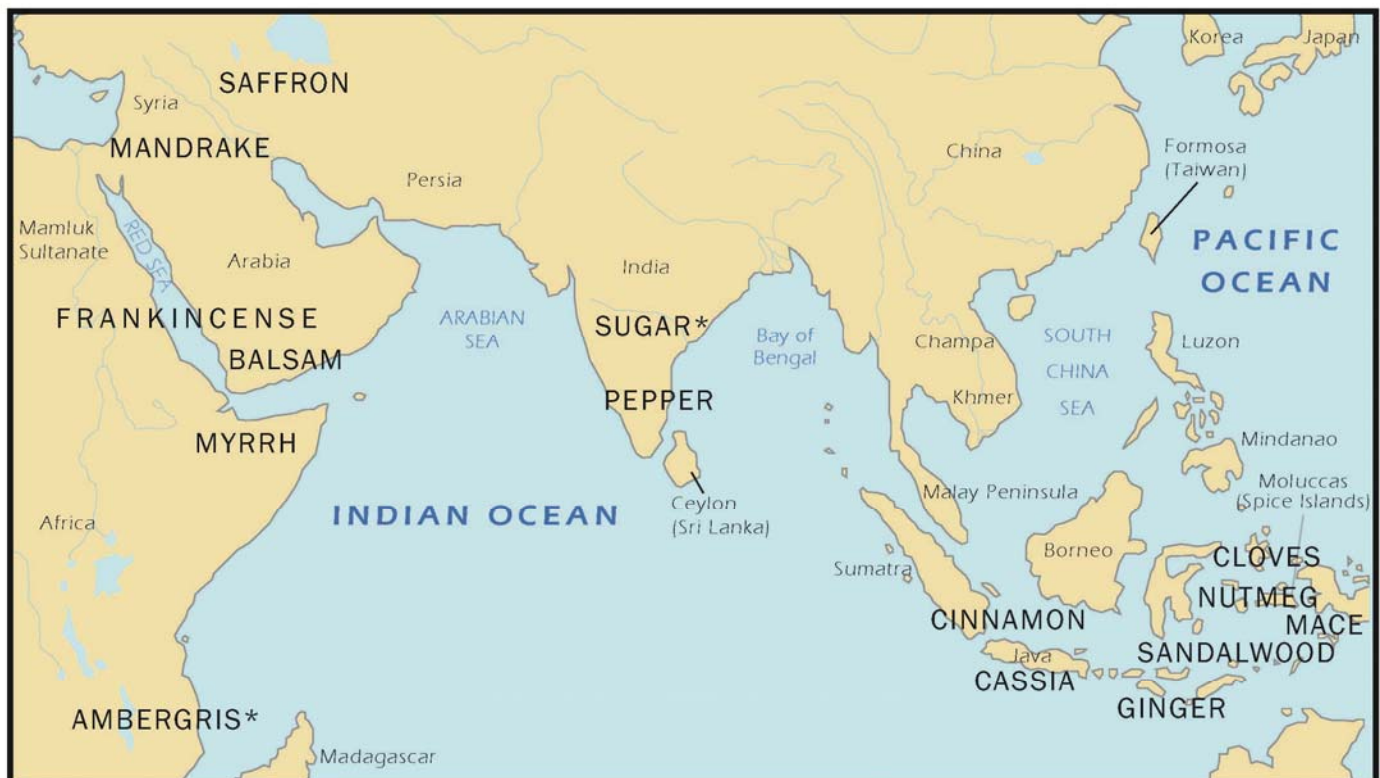 Korea
Japan
SAFFRON
Syria
MANDRAKE
China
Formosa
(Taiwan)
Persia
Mamluk
Sultanate
RED SEA
Arabia
India
PACIFIC
OCEAN
FRANKINCENSE
ARABIAN
SEA
SUGAR*
Bay of
Bengal
Champa
SOUTH
CHINA
SEA
Luzon
BALSAM
PEPPER
Khmer
MYRRH
Mindanao
Ceylon
(Sri Lanka)
Malay Peninsula
Moluccas
(Spice Islands)
INDIAN OCEAN
Africa
Sumatra
Borneo
CLOVES
NUTMEG
MACE
CINNAMON
Java
SANDALWOOD
CASSIA
GINGER
AMBERGRIS*
Madagascar